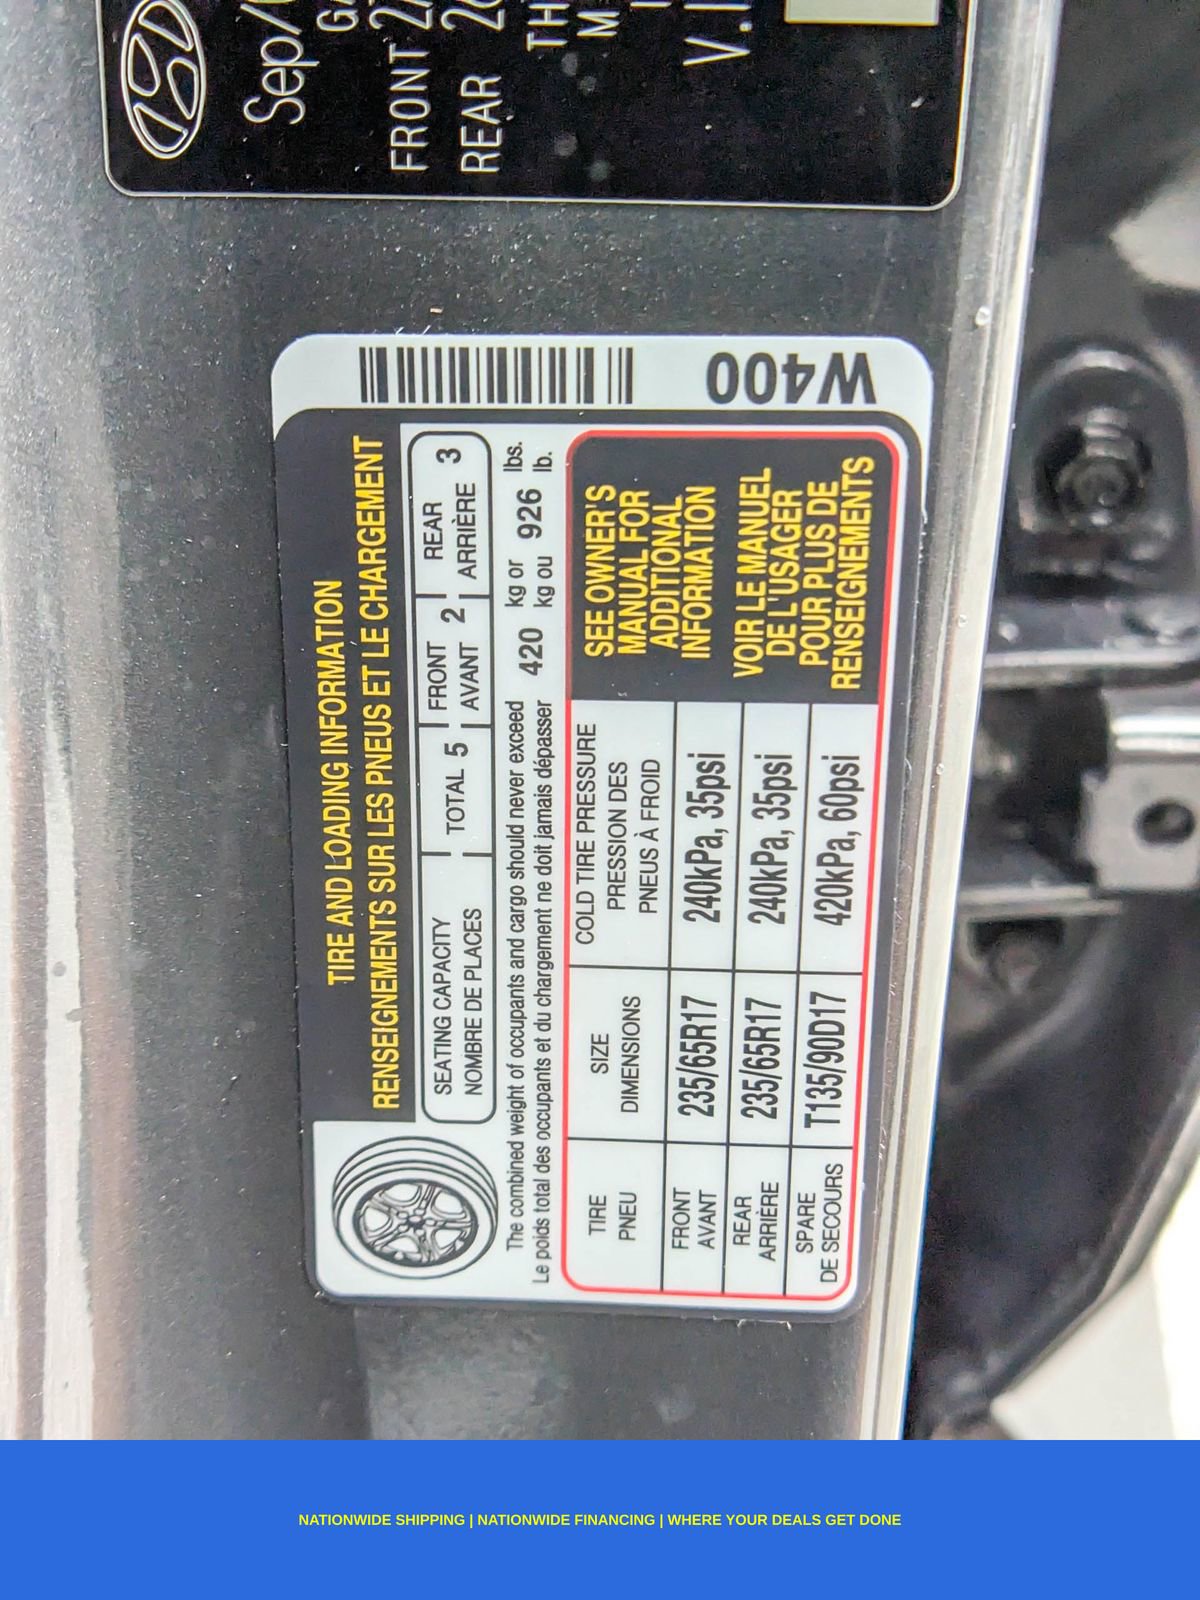 Sep/
FRONT
REAR
TH
V.I
TIRE AND LOADING INFORMATION
RENSEIGNEMENTS SUR LES PNEUS ET LE CHARGEMENT
SEATING CAPACITY
NOMBRE DE PLACES
TOTAL 5
FRONT
AVANT 2
REAR
ARRIÈRE 3
The combined weight of occupants and cargo should never exceed 420 kg or 926 lbs.
Le poids total des occupants et du chargement ne doit jamais dépasser kg ou lb.
TIRE
PNEU
SIZE
DIMENSIONS
COLD TIRE PRESSURE
PRESSION DES
PNEUS À FROID
FRONT
AVANT
235/65R17
240kPa, 35psi
REAR
ARRIÈRE
235/65R17
240kPa, 35psi
SPARE
DE SECOURS
T135/90D17
420kPa, 60psi
SEE OWNER'S
MANUAL FOR
ADDITIONAL
INFORMATION
VOIR LE MANUEL
DE L'USAGER
POUR PLUS DE
RENSEIGNEMENTS
W400
NATIONWIDE SHIPPING | NATIONWIDE FINANCING | WHERE YOUR DEALS GET DONE